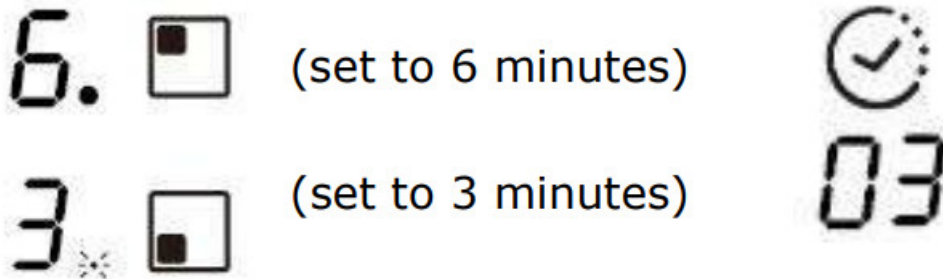 6. (set to 6 minutes)
03
3 (set to 3 minutes)